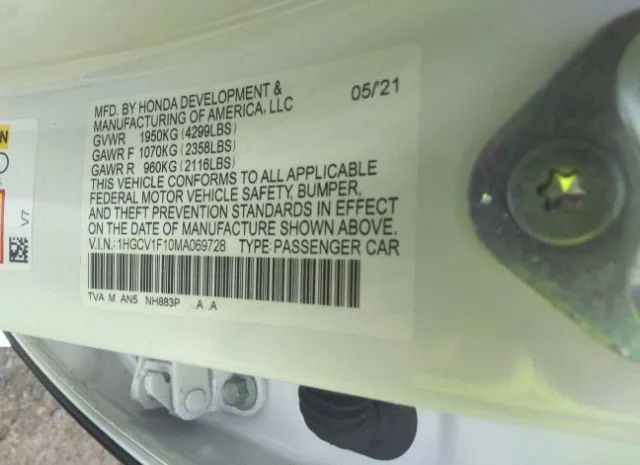 MFD. BY HONDA DEVELOPMENT & 05/'21
MANUFACTURING OF AMERICA, LLC
GVWR 1950KG (4299LBS)
GAWR F 1070KG (2358LBS)
GAWR R 960KG (2116LBS)
THIS VEHICLE CONFORMS TO ALL APPLICABLE
FEDERAL MOTOR VEHICLE SAFETY, BUMPER,
AND THEFT PREVENTION STANDARDS IN EFFECT
ON THE DATE OF MANUFACTURE SHOWN ABOVE.
V.I.N.:1HGCV1F10MA069728 TYPE:PASSENGER CAR
TVA M AN5 NH883P .A .A
V7